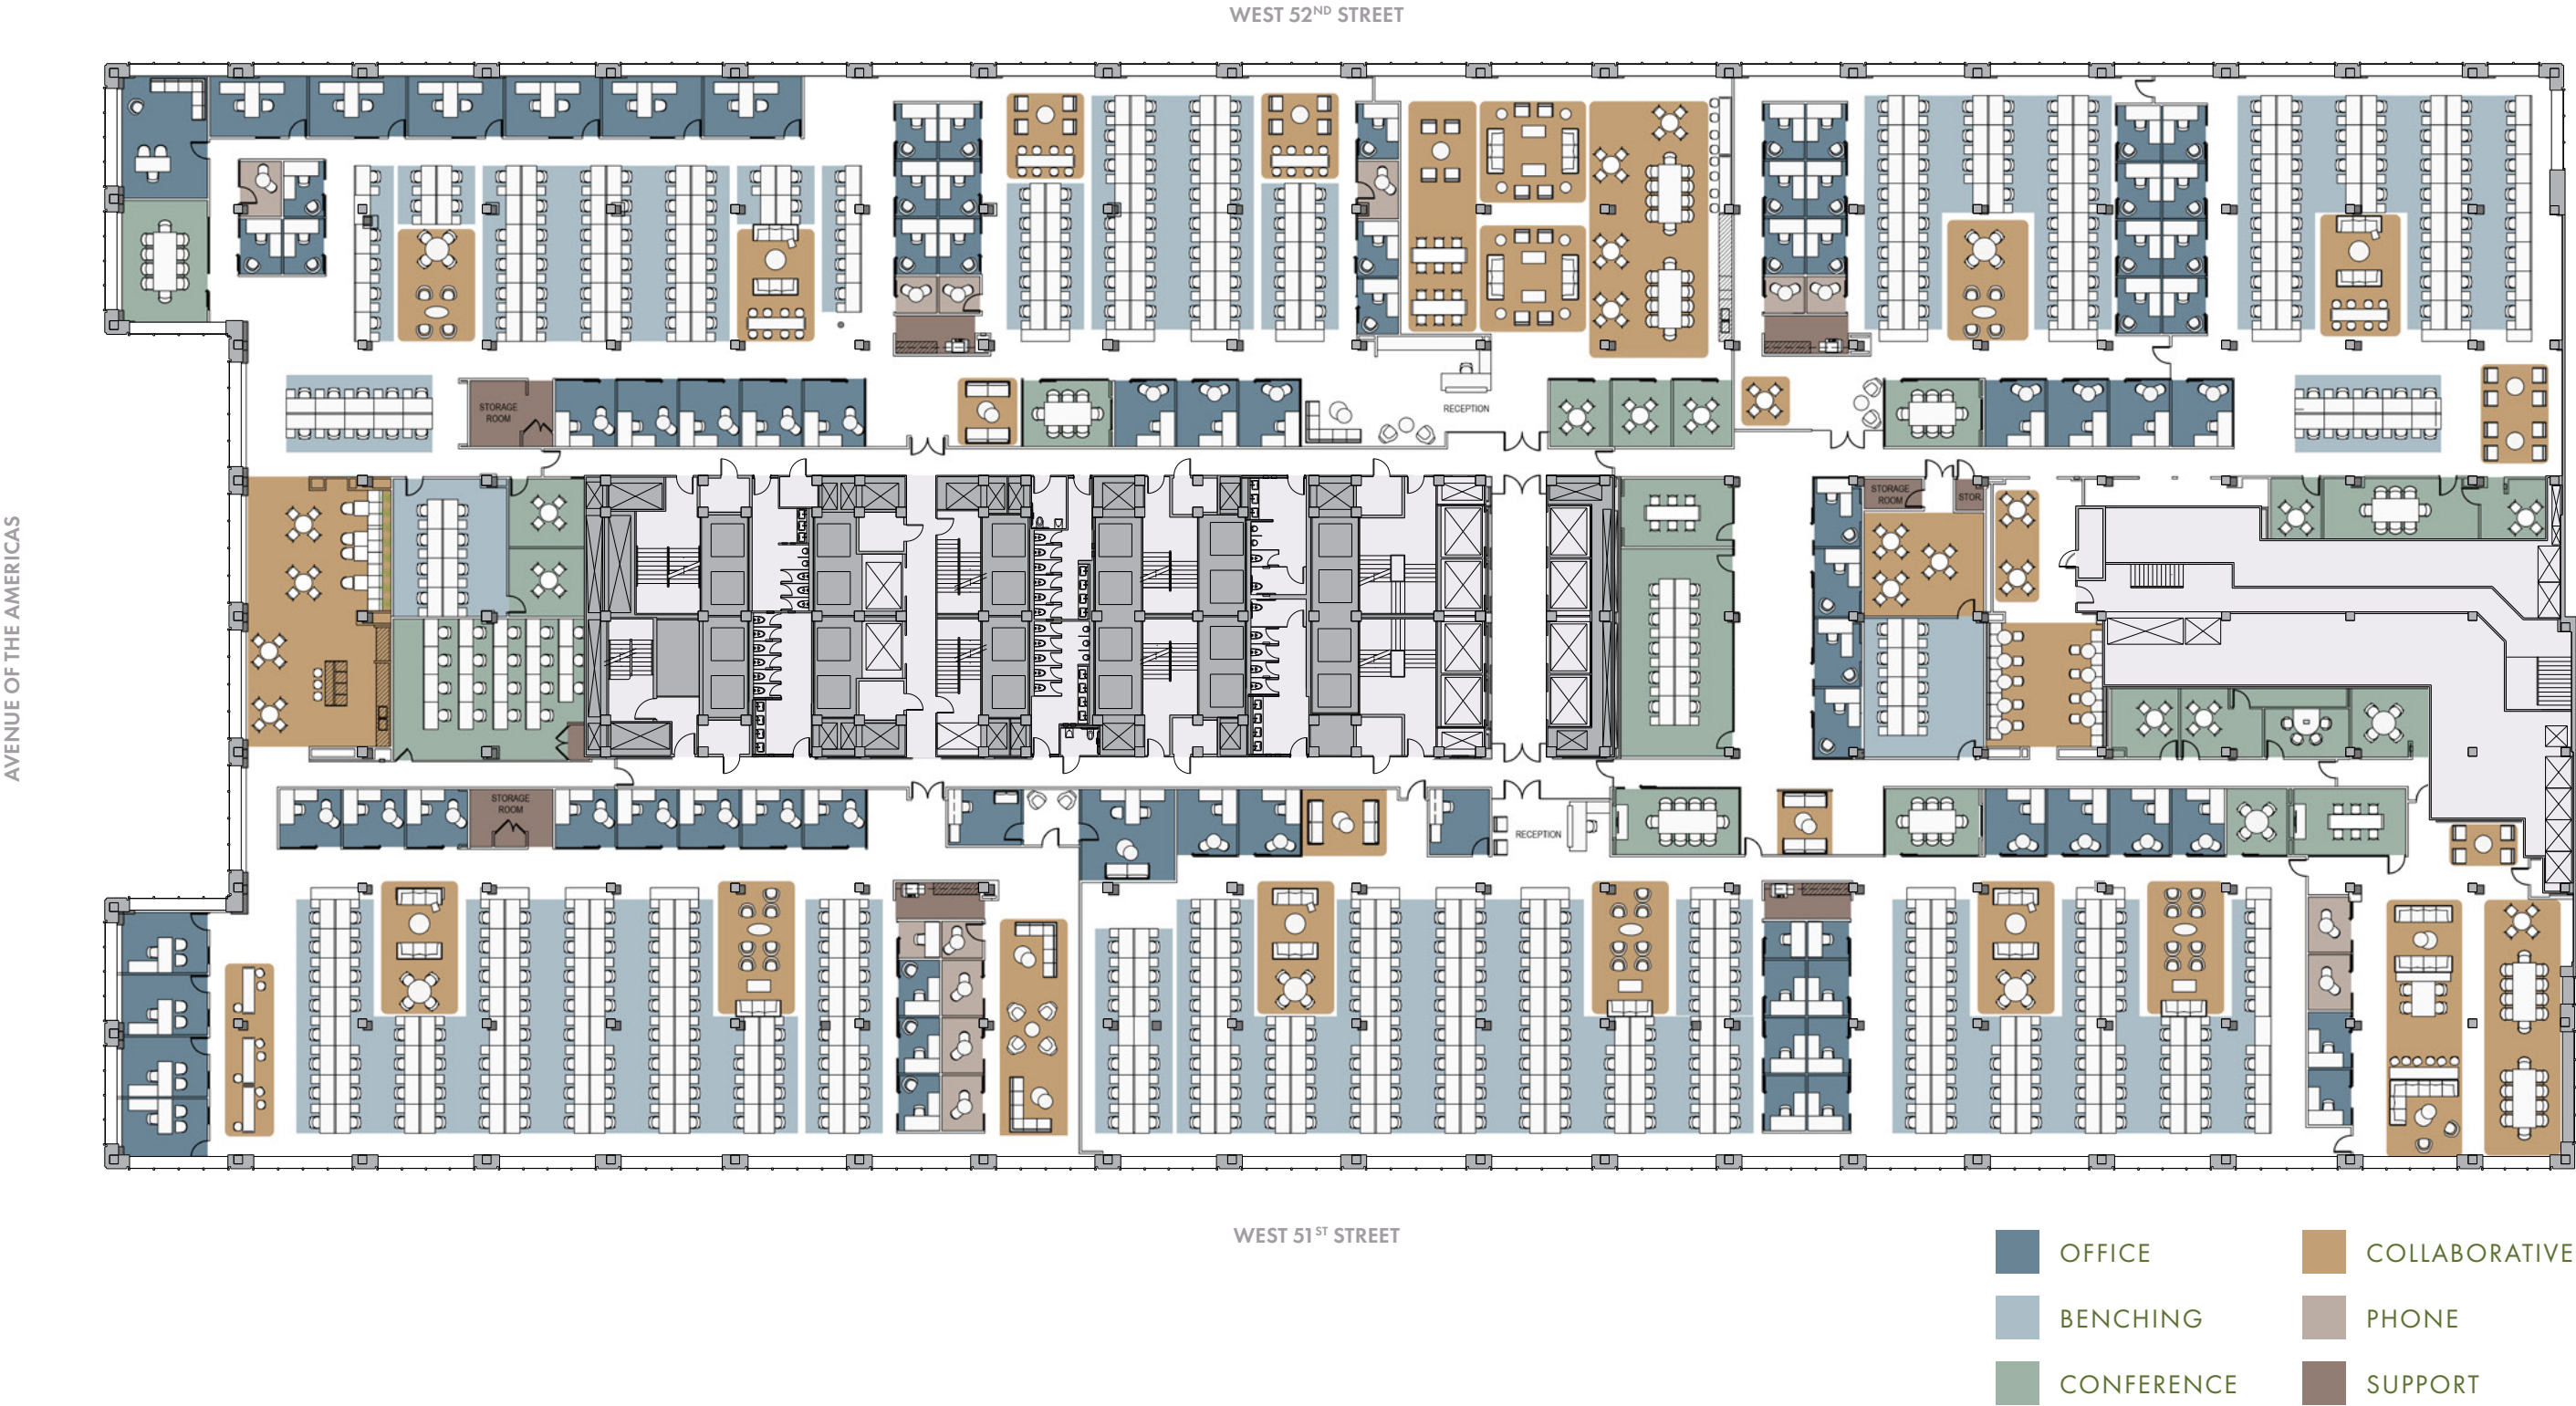 WEST 52ND STREET
STORAGE
ROOM
RECEPTION
STORAGE
ROOM
STOR.
AVENUE OF THE AMERICAS
STORAGE
ROOM
RECEPTION
WEST 51ST STREET
OFFICE
COLLABORATIVE
BENCHING
PHONE
CONFERENCE
SUPPORT